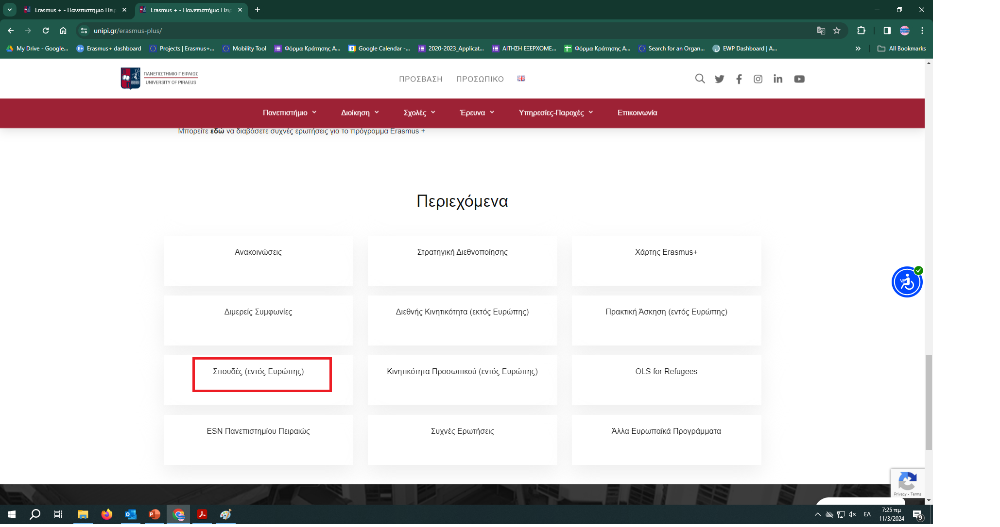 Erasmus + - Πανεπιστήμιο Πειρ
Erasmus + - Πανεπιστήμιο Πειρ
unipi.gr/erasmus-plus/
My Drive - Google...
E+ Erasmus+ dashboard
Projects | Erasmus+...
Mobility Tool
Φόρμα Κράτησης Α...
8 Google Calendar -...
2020-2023_Applicat...
ΑΙΤΗΣΗ ΕΞΕΡΧΟΜΕ...
Φόρμα Κράτησης Α...
Search for an Organ...
EWP Dashboard | A...
All Bookmarks
ΠΑΝΕΠΙΣΤΗΜΙΟ ΠΕΙΡΑΙΩΣ
UNIVERSITY OF PIRAEUS
ΠΡΟΣΒΑΣΗ
ΠΡΟΣΩΠΙΚΟ
Πανεπιστήμιο
Διοίκηση
Σχολές
Έρευνα
Υπηρεσίες-Παροχές
Επικοινωνία
Μπορείτε εδώ να διαβάσετε συχνές ερωτήσεις για το πρόγραμμα Erasmus +
Περιεχόμενα
Ανακοινώσεις
Στρατηγική Διεθνοποίησης
Χάρτης Erasmus+
Διμερείς Συμφωνίες
Διεθνής Κινητικότητα (εκτός Ευρώπης)
Πρακτική Άσκηση (εντός Ευρώπης)
Σπουδές (εντός Ευρώπης)
Κινητικότητα Προσωπικού (εντός Ευρώπης)
OLS for Refugees
ESN Πανεπιστημίου Πειραιώς
Συχνές Ερωτήσεις
Άλλα Ευρωπαϊκά Προγράμματα
Privacy - Terms
ΕΛ
7:25 πμ
11/3/2024
9